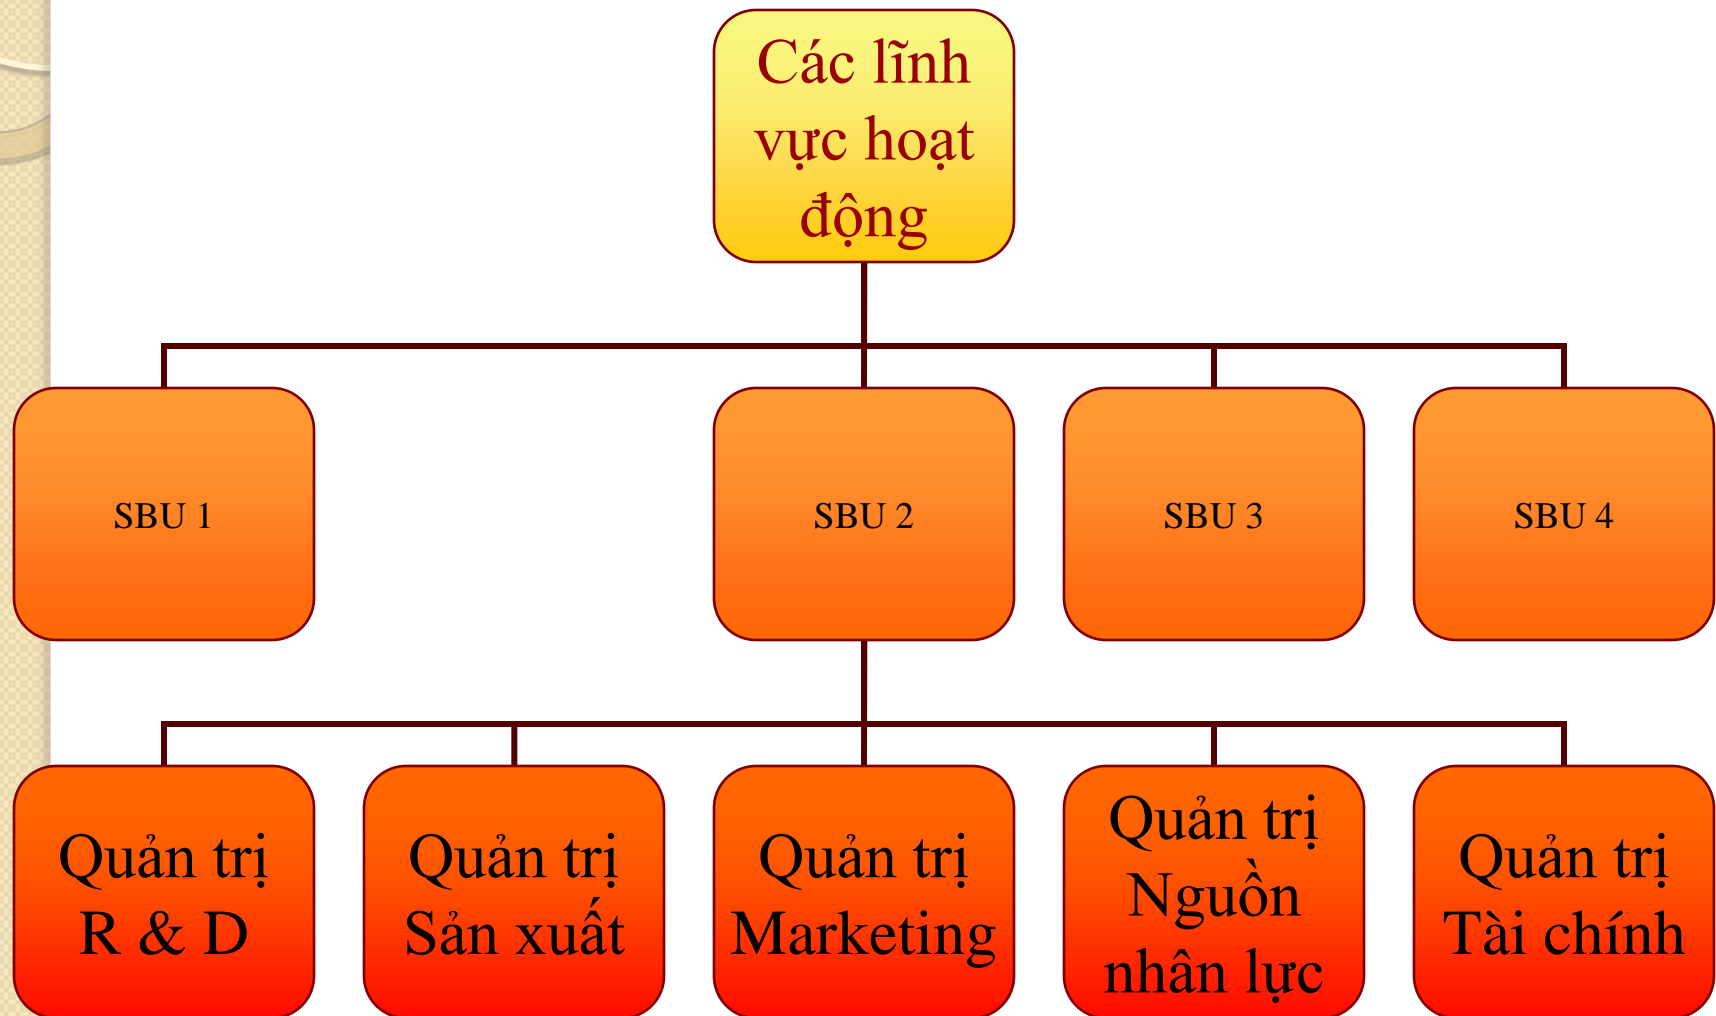 Các lĩnh
vực hoạt
động
SBU 1
SBU 2
SBU 3
SBU 4
Quản trị
R & D
Quản trị
Sản xuất
Quản trị
Marketing
Quản trị
Nguồn
nhân lực
Quản trị
Tài chính